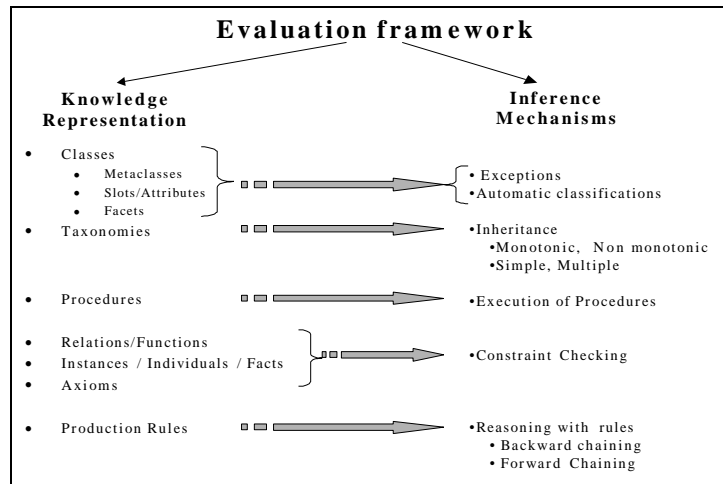 Evaluation framework
Knowledge
Representation
• Classes
• Metaclasses
• Slots/Attributes
• Facets
• Taxonomies
• Procedures
• Relations/Functions
• Instances / Individuals / Facts
• Axioms
• Production Rules
Inference
Mechanisms
• Exceptions
• Automatic classifications
•Inheritance
•Monotonic, Non monotonic
•Simple, Multiple
•Execution of Procedures
•Constraint Checking
•Reasoning with rules
• Backward chaining
• Forward Chaining